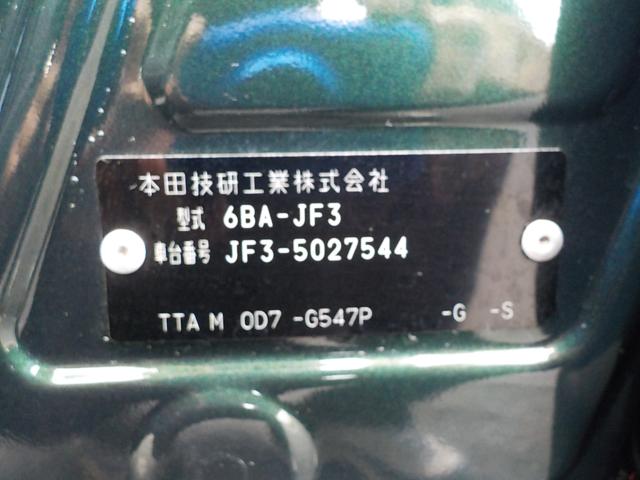 本田技研工業株式会社
型式 6BA-JF3
車台番号 JF3-5027544
TTA M 0D7 -G547P -G -S